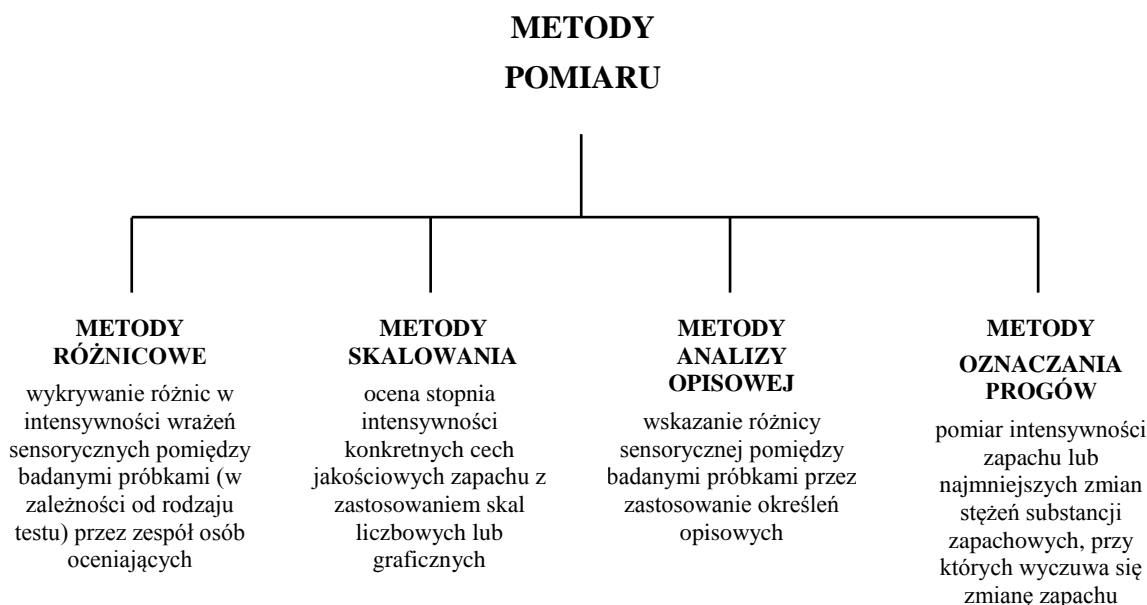 METODY
POMIARU
METODY
RÓŻNICOWE
wykrywanie różnic w
intensywności wrażeń
sensorycznych pomiędzy
badanymi próbkami (w
zależności od rodzaju
testu) przez zespół osób
oceniających
METODY
SKALOWANIA
ocena stopnia
intensywności
konkretnych cech
jakościowych zapachu z
zastosowaniem skal
liczbowych lub
graficznych
METODY
ANALIZY
OPISOWEJ
wskazanie różnicy
sensorycznej pomiędzy
badanymi próbkami przez
zastosowanie określeń
opisowych
METODY
OZNACZANIA
PROGÓW
pomiar intensywności
zapachu lub
najmniejszych zmian
stężeń substancji
zapachowych, przy
których wyczuwa się
zmianę zapachu